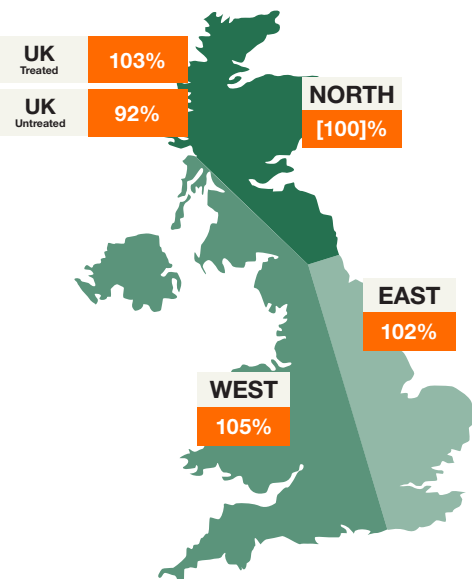 UK
Treated
103%
UK
Untreated
92%
NORTH
[100]%
EAST
102%
WEST
105%